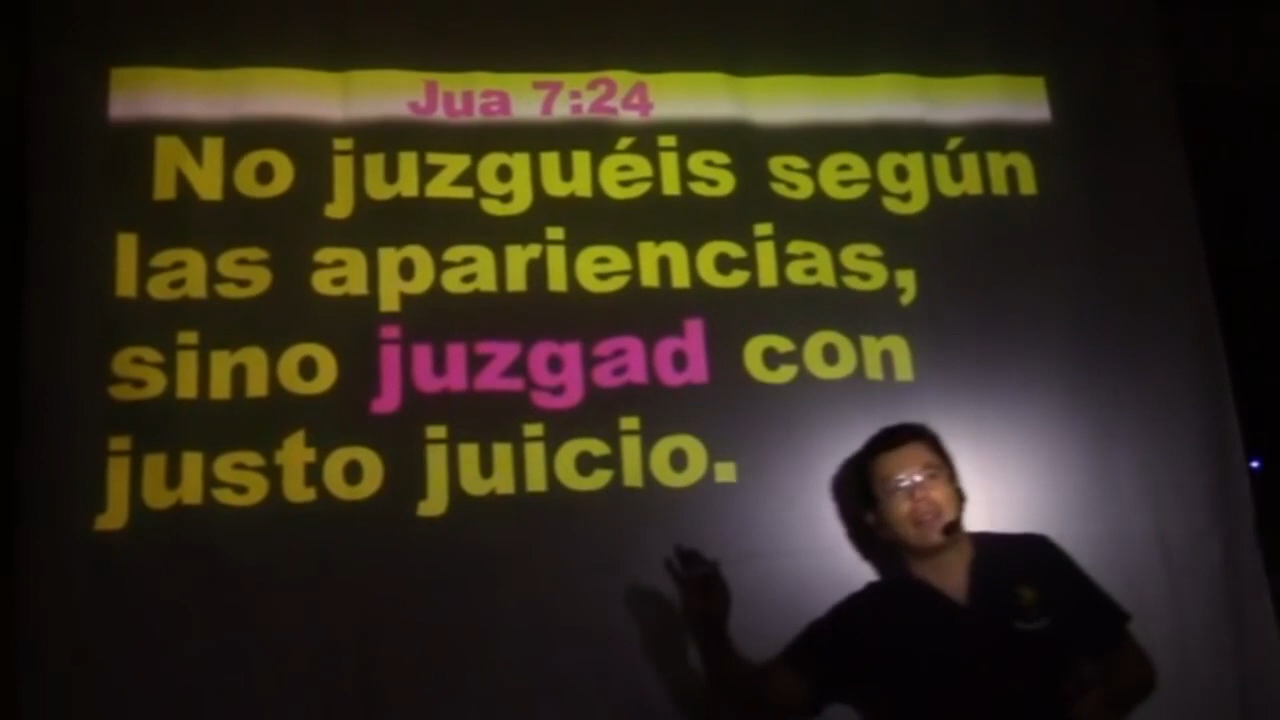 Jua 7:24
No juzguéis según
las apariencias,
sino juzgad con
justo juicio.